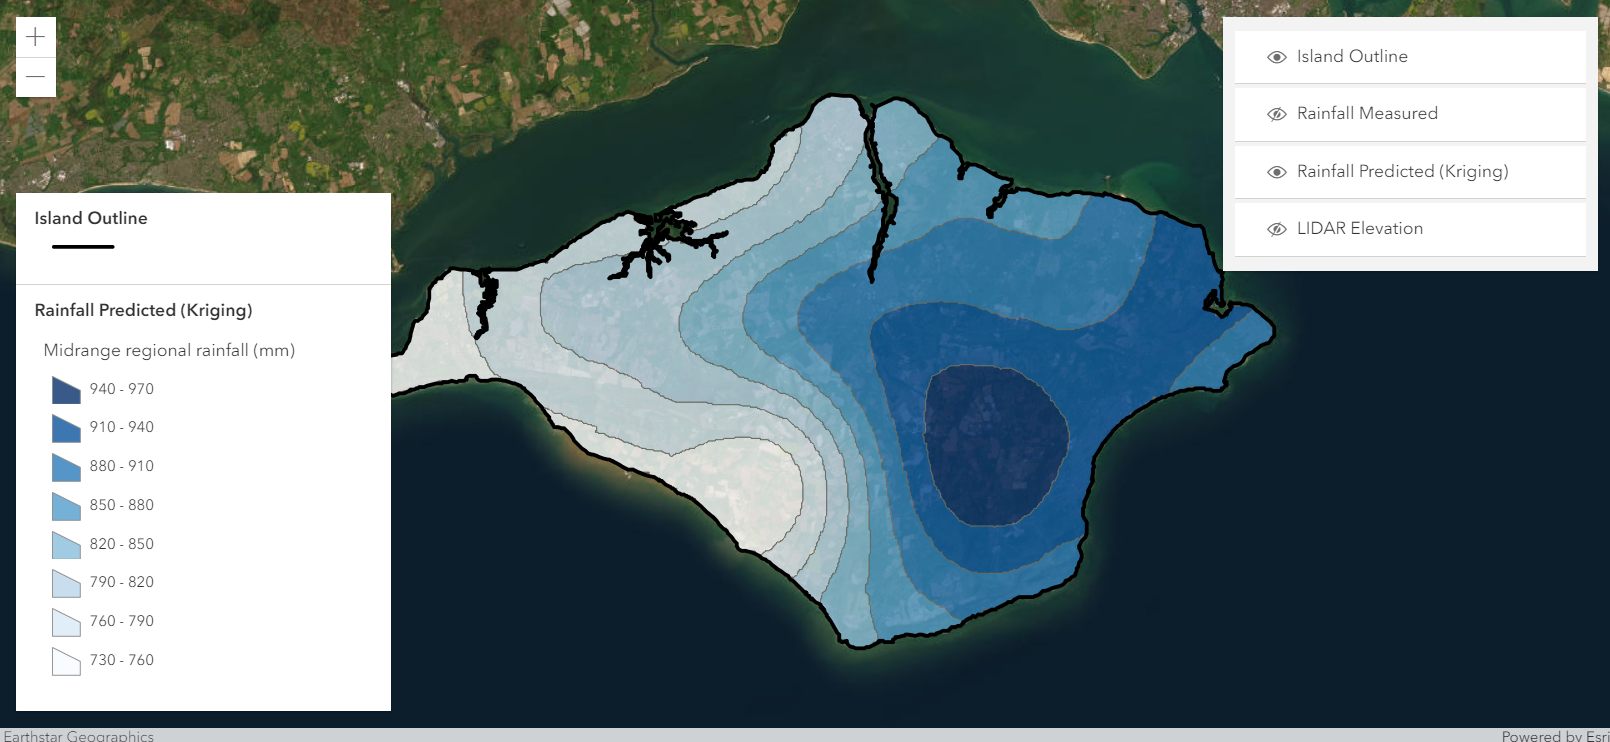 +
Island Outline
Rainfall Measured
Rainfall Predicted (Kriging)
LIDAR Elevation
−
Island Outline
Rainfall Predicted (Kriging)
Midrange regional rainfall (mm)
940 - 970
910 - 940
880 - 910
850 - 880
820 - 850
790 - 820
760 - 790
730 - 760
Earthstar Geographics
Powered by Esri